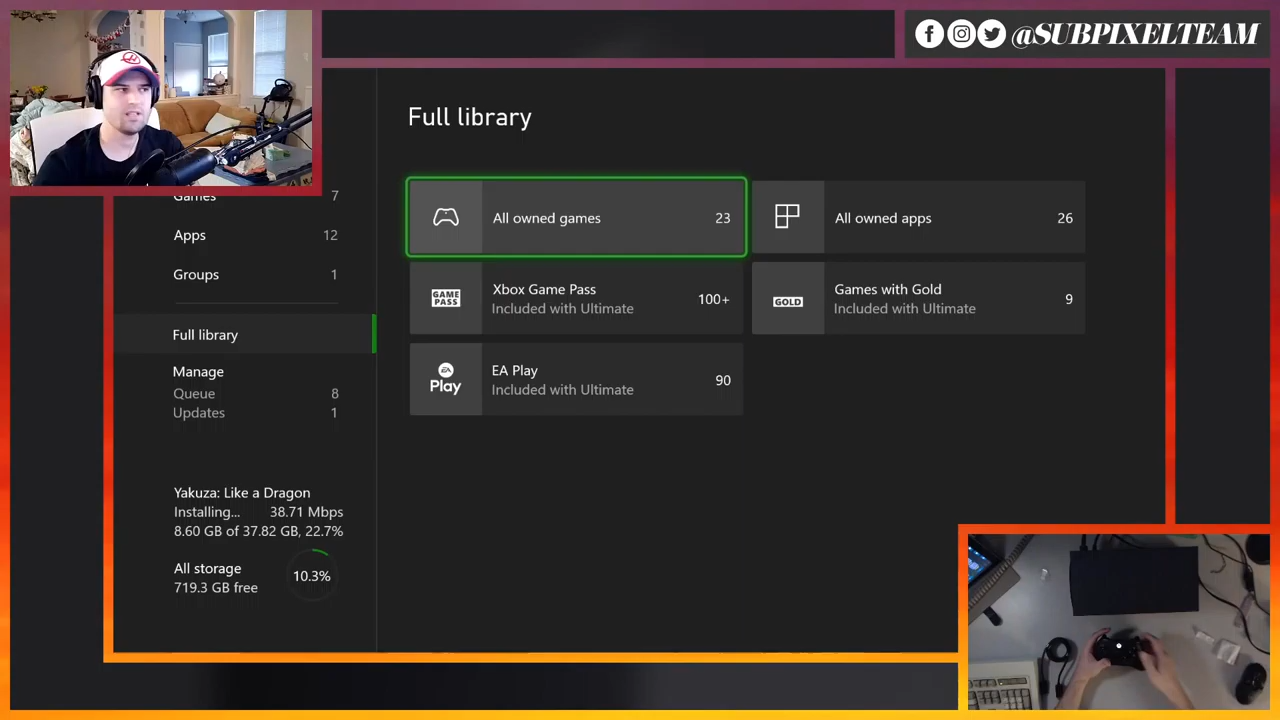 @SUBPIXELTEAM
Full library
Games 7
Apps 12
Groups 1
Full library
Manage
Queue 8
Updates 1
Yakuza: Like a Dragon
Installing... 38.71 Mbps
8.60 GB of 37.82 GB, 22.7%
All storage
719.3 GB free
10.3%
All owned games 23
All owned apps 26
GAME PASS
Xbox Game Pass
Included with Ultimate
100+
GOLD
Games with Gold
Included with Ultimate
9
EA
Play
EA Play
Included with Ultimate
90